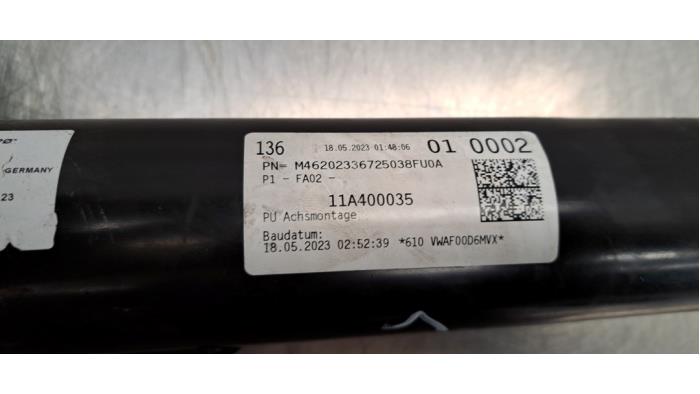 GERMANY
23
136 18.05.2023 01:48:06 01 0002
PN= M46202336725038FU0A
P1 - FA02 -
11A400035
PU Achsmontage
Baudatum:
18.05.2023 02:52:39 *610 VWAF00D6MVX*